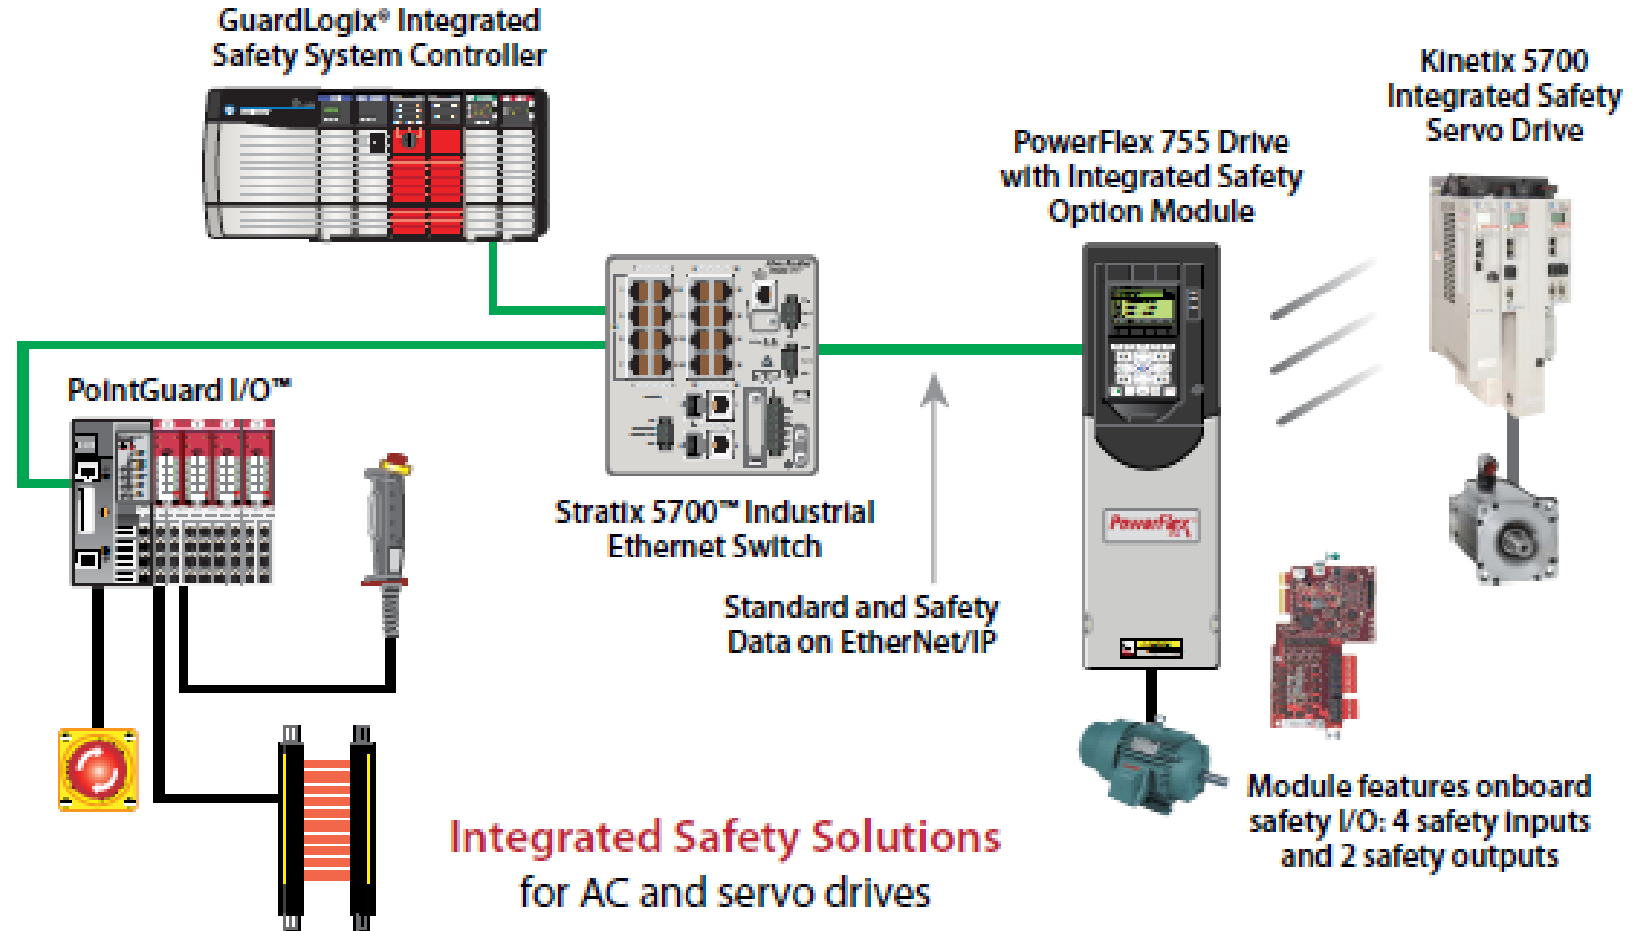 GuardLogix® Integrated
Safety System Controller
Kinetix 5700
Integrated Safety
Servo Drive
PowerFlex 755 Drive
with Integrated Safety
Option Module
PointGuard I/O™
Stratix 5700™ Industrial
Ethernet Switch
PowerFlex
Standard and Safety
Data on EtherNet/IP
Module features onboard
safety I/O: 4 safety inputs
and 2 safety outputs
Integrated Safety Solutions
for AC and servo drives